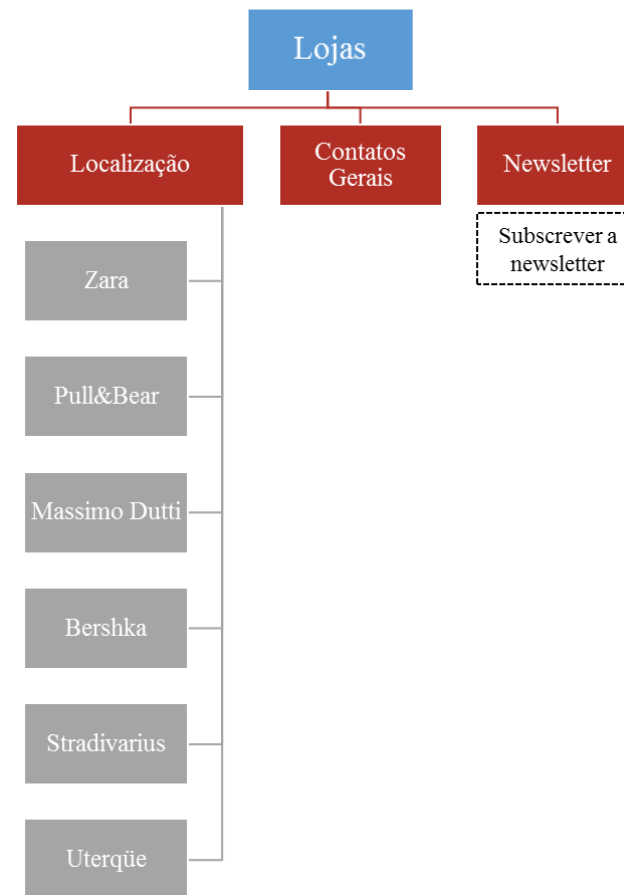 Lojas
Localização
Contatos
Gerais
Newsletter
Subscrever a
newsletter
Zara
Pull&Bear
Massimo Dutti
Bershka
Stradivarius
Uterqüe